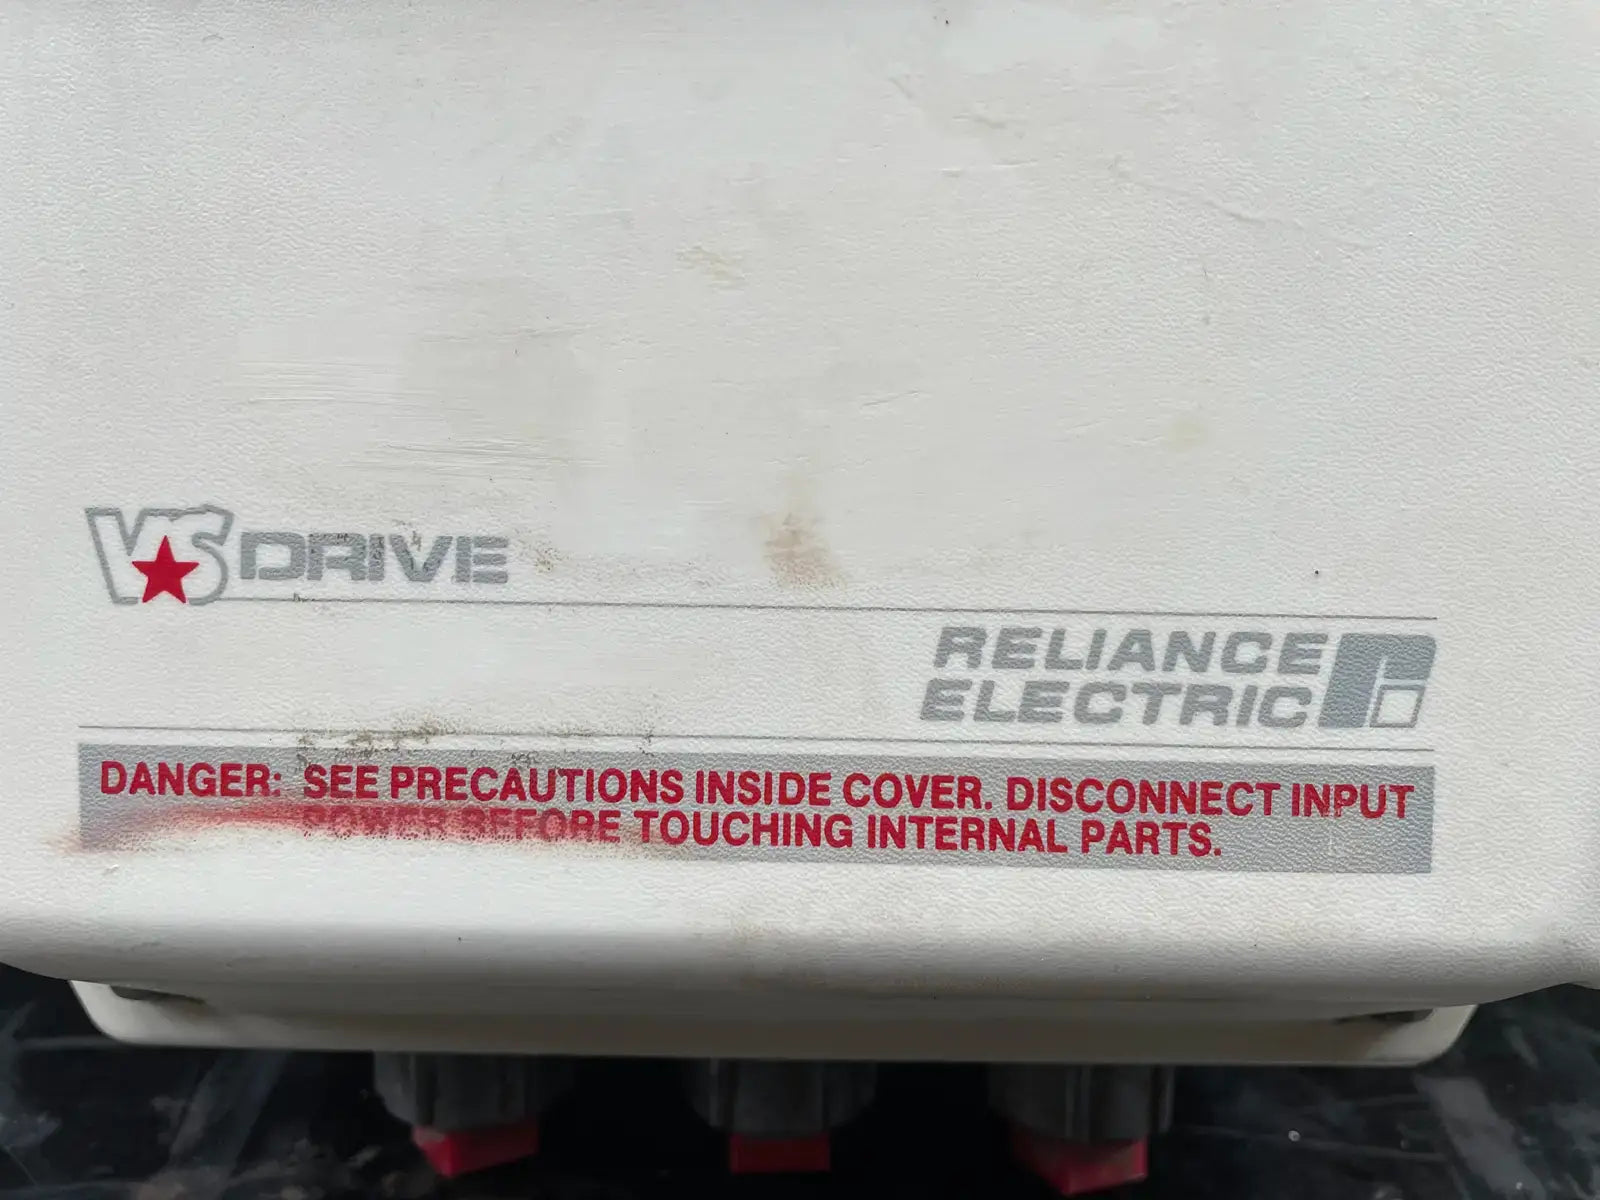 VS DRIVE
RELIANCE
ELECTRIC
DANGER: SEE PRECAUTIONS INSIDE COVER. DISCONNECT INPUT
POWER BEFORE TOUCHING INTERNAL PARTS.